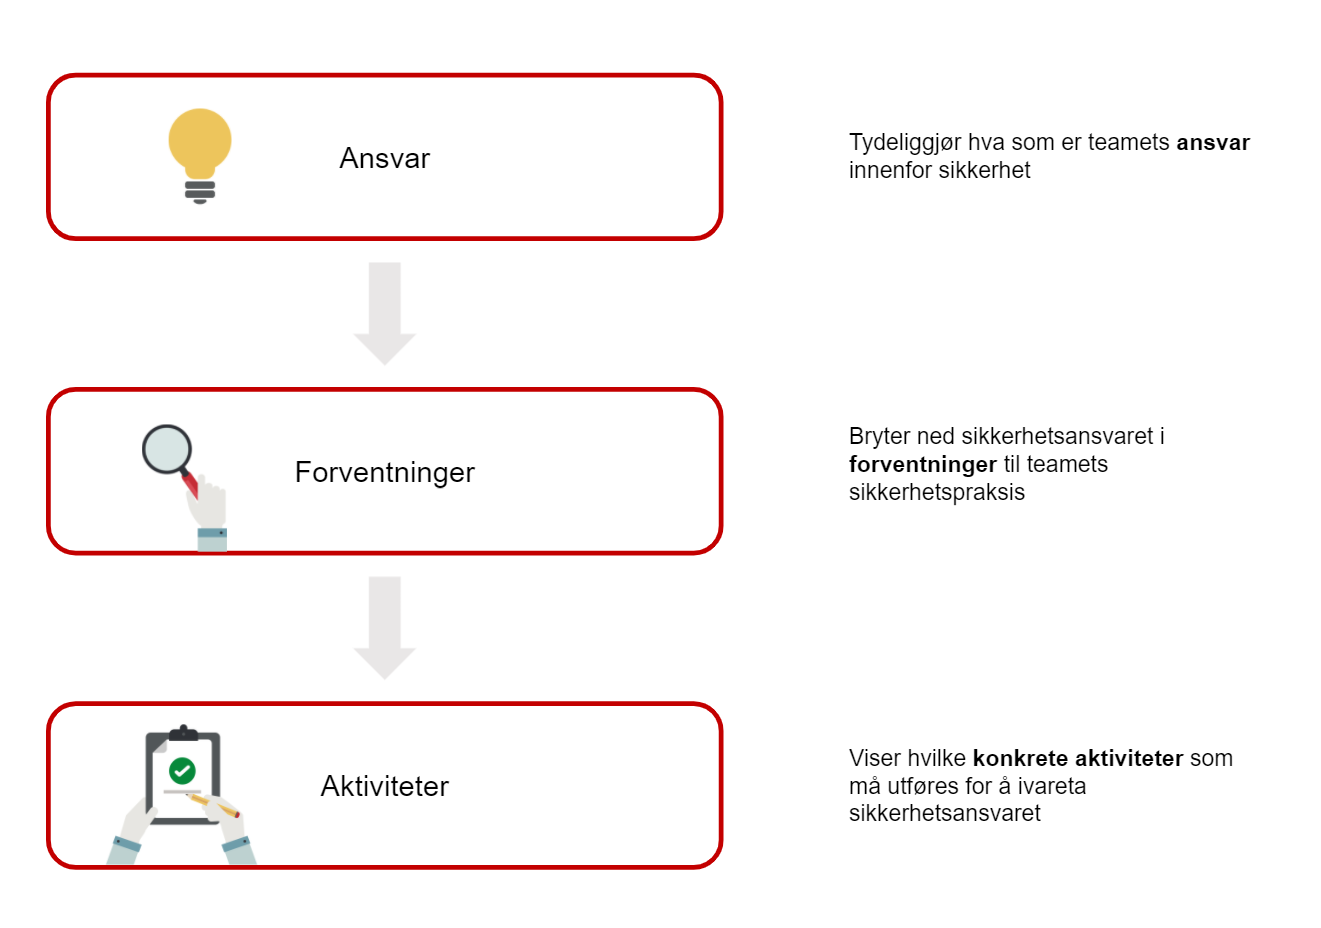 Ansvar
Tydeliggjør hva som er teamets ansvar
innenfor sikkerhet
Forventninger
Bryter ned sikkerhetsansvaret i
forventninger til teamets
sikkerhetspraksis
Aktiviteter
Viser hvilke konkrete aktiviteter som
må utføres for å ivareta
sikkerhetsansvaret